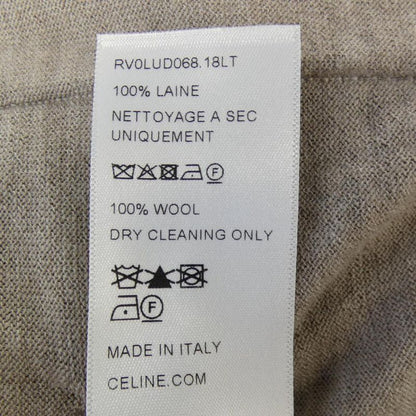 RV0LUD068.18LT
100% LAINE
NETTOYAGE A SEC
UNIQUEMENT
F
100% WOOL
DRY CLEANING ONLY
F
MADE IN ITALY
CELINE.COM